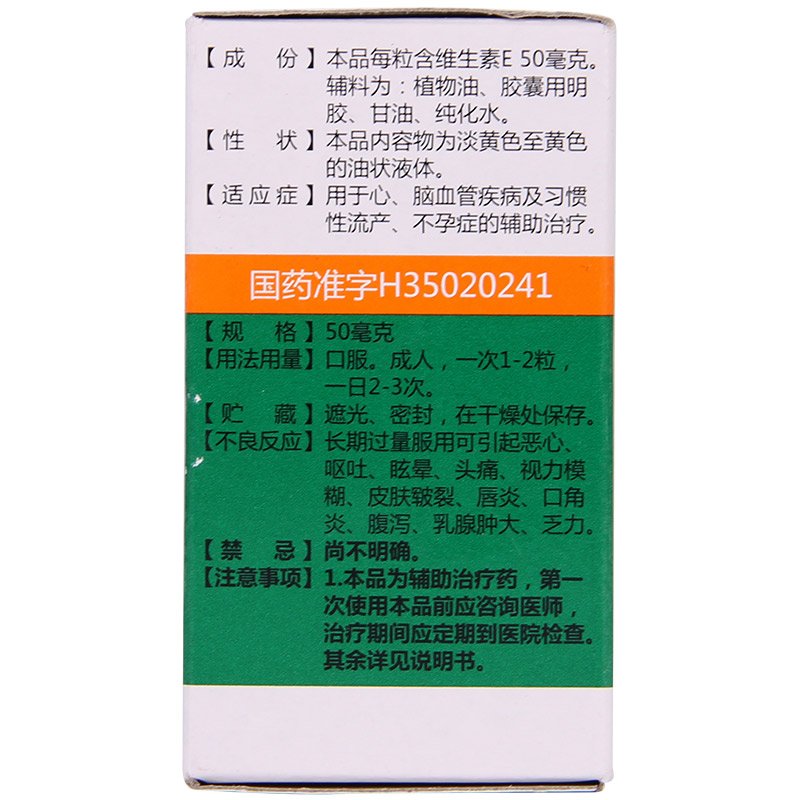 【成份】本品每粒含维生素E 50毫克。
辅料为：植物油、胶囊用明
胶、甘油、纯化水。
【性状】本品内容物为淡黄色至黄色
的油状液体。
【适应症】用于心、脑血管疾病及习惯
性流产、不孕症的辅助治疗。
国药准字H35020241
【规格】50毫克
【用法用量】口服。成人，一次1-2粒，
一日2-3次。
【贮藏】遮光、密封，在干燥处保存。
【不良反应】长期过量服用可引起恶心、
呕吐、眩晕、头痛、视力模
糊、皮肤皲裂、唇炎、口角
炎、腹泻、乳腺肿大、乏力。
【禁忌】尚不明确。
【注意事项】1.本品为辅助治疗药，第一
次使用本品前应咨询医师，
治疗期间应定期到医院检查。
其余详见说明书。